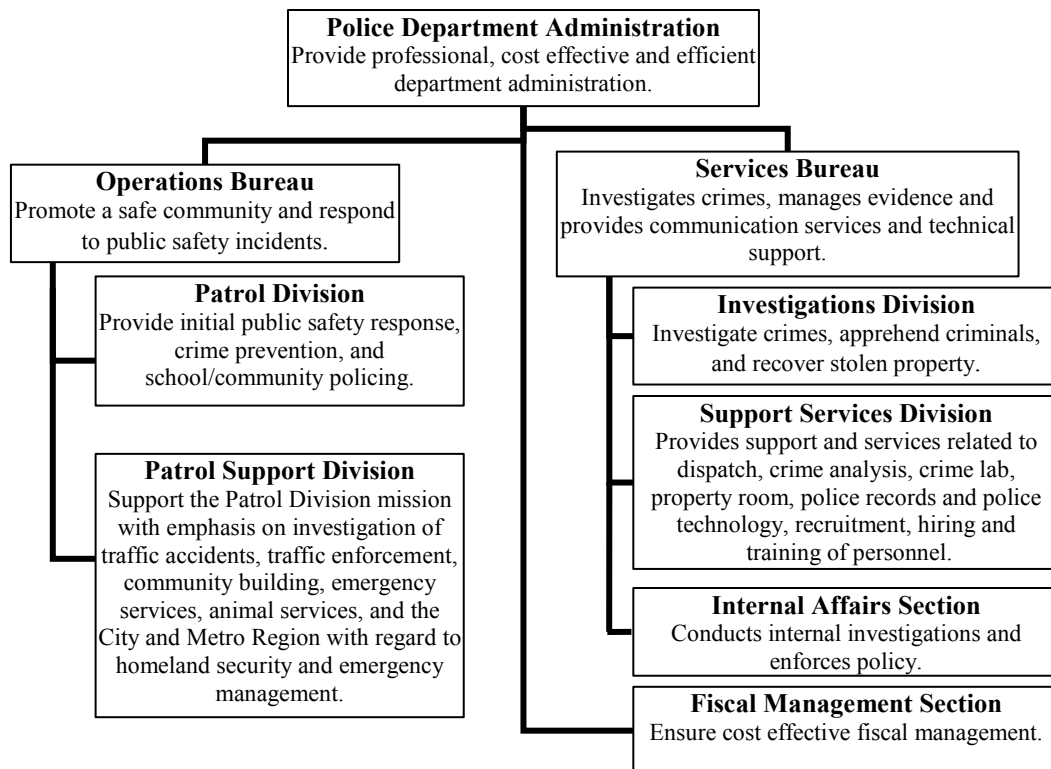 Police Department Administration
Provide professional, cost effective and efficient
department administration.
Operations Bureau
Promote a safe community and respond
to public safety incidents.
Patrol Division
Provide initial public safety response,
crime prevention, and
school/community policing.
Patrol Support Division
Support the Patrol Division mission
with emphasis on investigation of
traffic accidents, traffic enforcement,
community building, emergency
services, animal services, and the
City and Metro Region with regard to
homeland security and emergency
management.
Services Bureau
Investigates crimes, manages evidence and
provides communication services and technical
support.
Investigations Division
Investigate crimes, apprehend criminals,
and recover stolen property.
Support Services Division
Provides support and services related to
dispatch, crime analysis, crime lab,
property room, police records and police
technology, recruitment, hiring and
training of personnel.
Internal Affairs Section
Conducts internal investigations and
enforces policy.
Fiscal Management Section
Ensure cost effective fiscal management.